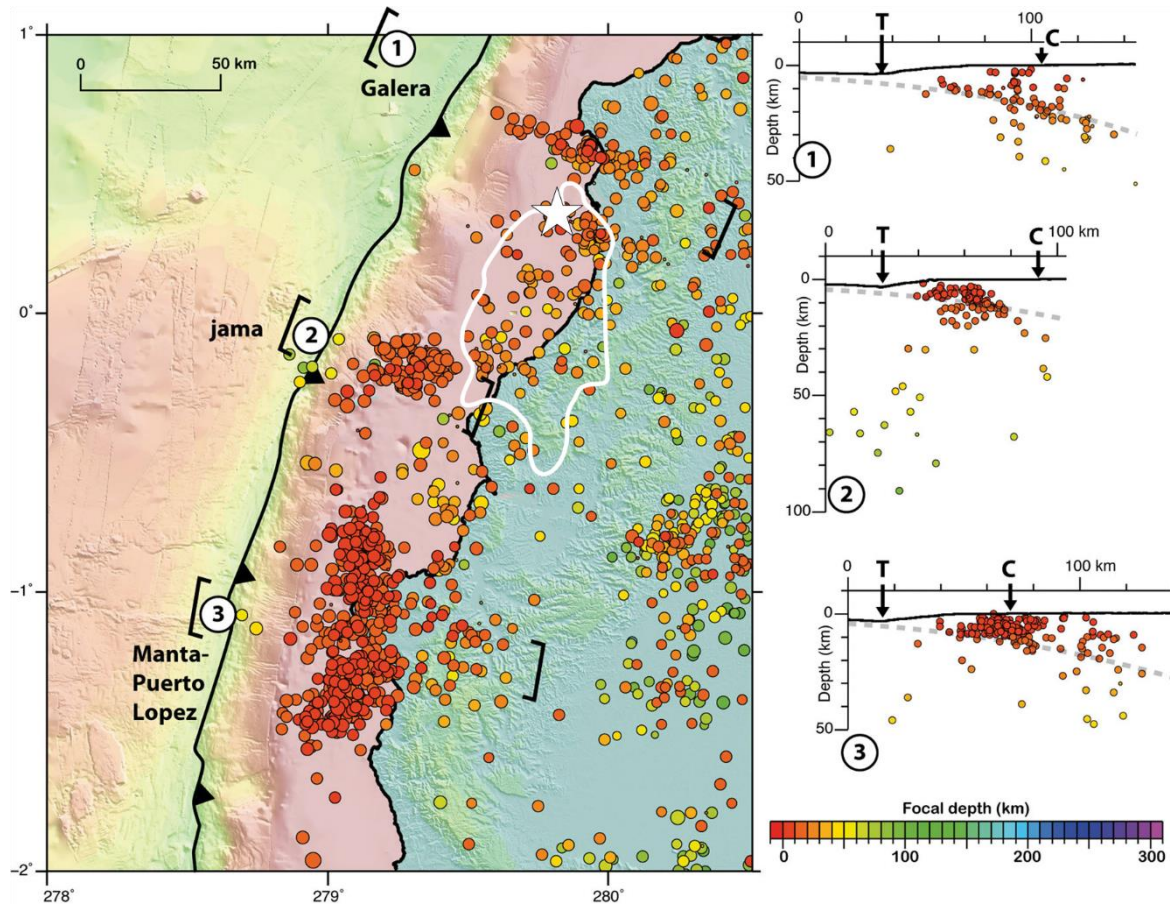 1°
0 50 km
1
Galera
0°
jama
2
−1°
3
Manta-
Puerto
Lopez
−2°
278°
279°
280°
0 100
T
C
0
Depth (km)
50
1
0 100 km
T
C
0
Depth (km)
50
100
2
0 100 km
T
C
0
Depth (km)
50
3
Focal depth (km)
0 100 200 300